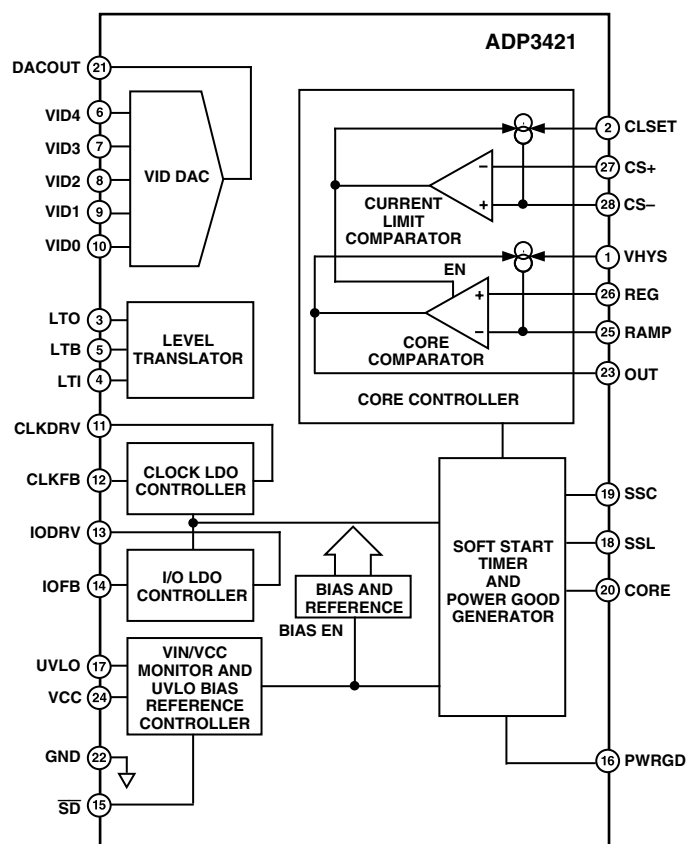 ADP3421
DACOUT 21
VID4 6
VID3 7
VID2 8
VID1 9
VID0 10
VID DAC
LTO 3
LTB 5
LTI 4
LEVEL
TRANSLATOR
CLKDRV 11
CLKFB 12
CLOCK LDO
CONTROLLER
IODRV 13
IOFB 14
I/O LDO
CONTROLLER
UVLO 17
VCC 24
VIN/VCC
MONITOR AND
UVLO BIAS
REFERENCE
CONTROLLER
GND 22
SD 15
BIAS AND
REFERENCE
BIAS EN
2 CLSET
27 CS+
28 CS–
–
+
CURRENT
LIMIT
COMPARATOR
1 VHYS
26 REG
25 RAMP
23 OUT
EN
+
–
CORE
COMPARATOR
CORE CONTROLLER
SOFT START
TIMER
AND
POWER GOOD
GENERATOR
19 SSC
18 SSL
20 CORE
16 PWRGD